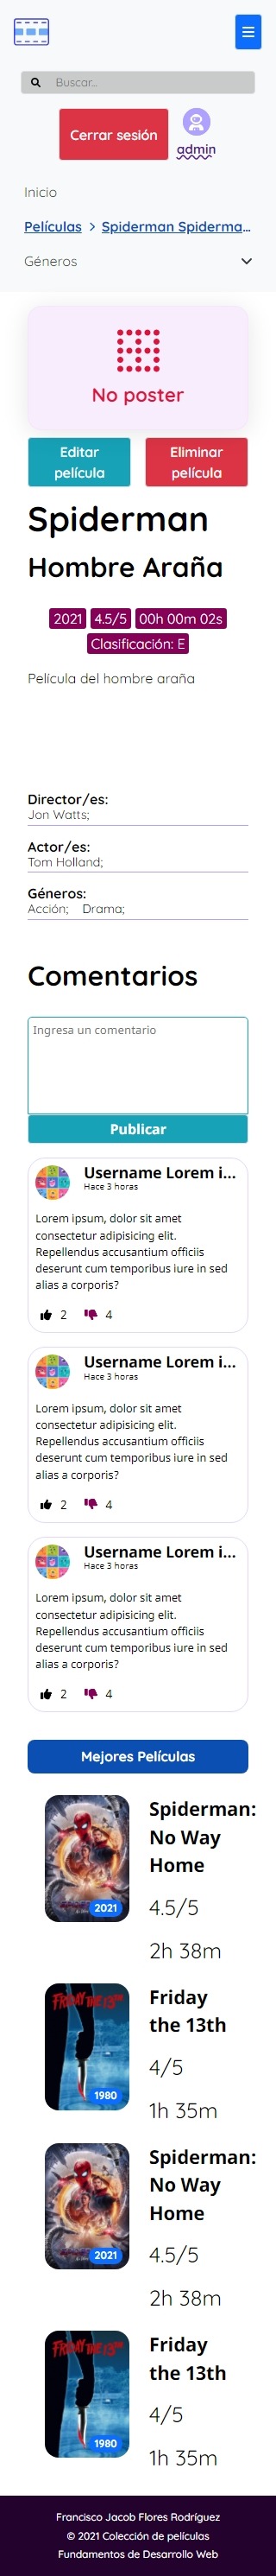 Buscar...
Cerrar sesión
admin
Inicio
Películas > Spiderman Spiderma...
Géneros
No poster
Editar película
Eliminar película
Spiderman
Hombre Araña
2021 4.5/5 00h 00m 02s
Clasificación: E
Película del hombre araña
Director/es:
Jon Watts;
Actor/es:
Tom Holland;
Géneros:
Acción; Drama;
Comentarios
Ingresa un comentario
Publicar
Username Lorem i...
Hace 3 horas
Lorem ipsum, dolor sit amet
consectetur adipisicing elit.
Repellendus accusantium officiis
deserunt cum temporibus iure in sed
alias a corporis?
2 4
Username Lorem i...
Hace 3 horas
Lorem ipsum, dolor sit amet
consectetur adipisicing elit.
Repellendus accusantium officiis
deserunt cum temporibus iure in sed
alias a corporis?
2 4
Username Lorem i...
Hace 3 horas
Lorem ipsum, dolor sit amet
consectetur adipisicing elit.
Repellendus accusantium officiis
deserunt cum temporibus iure in sed
alias a corporis?
2 4
Mejores Películas
2021
Spiderman:
No Way
Home
4.5/5
2h 38m
FRIDAY THE 13TH
1980
Friday
the 13th
4/5
1h 35m
2021
Spiderman:
No Way
Home
4.5/5
2h 38m
FRIDAY THE 13TH
1980
Friday
the 13th
4/5
1h 35m
Francisco Jacob Flores Rodríguez
© 2021 Colección de películas
Fundamentos de Desarrollo Web